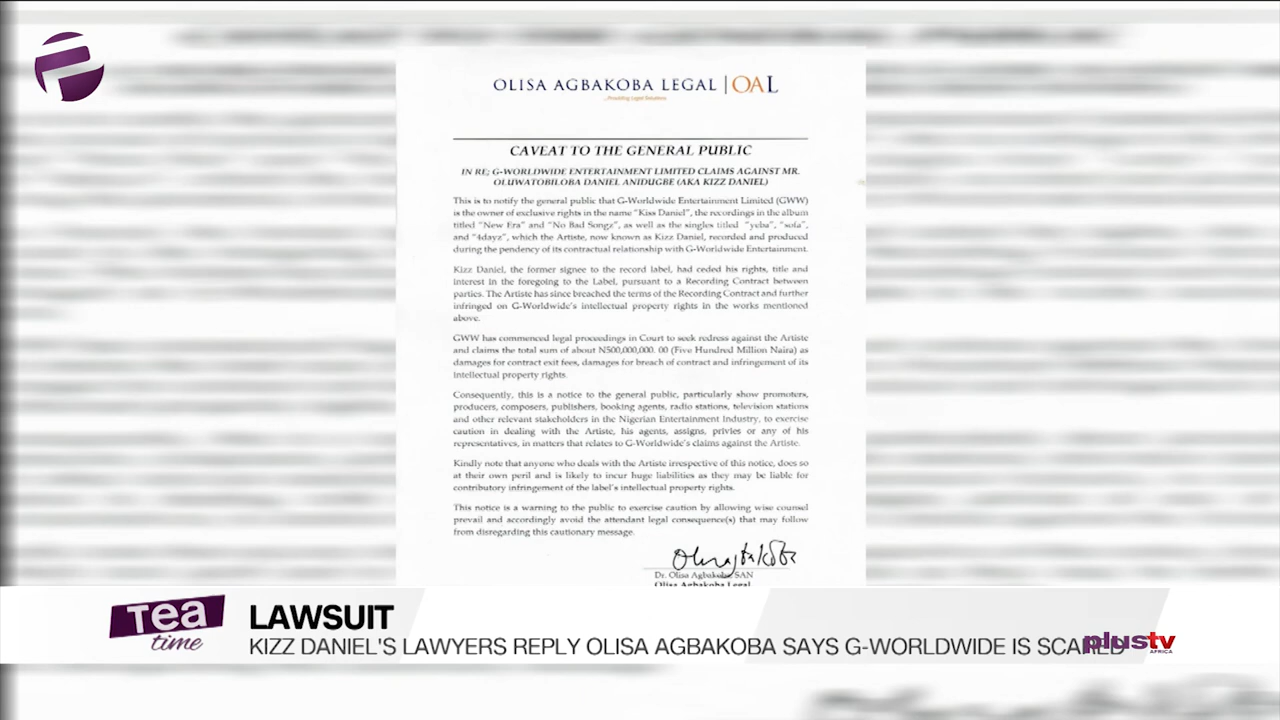 OLISA AGBAKOBA LEGAL | OAL
...Providing Legal Solutions
CAVEAT TO THE GENERAL PUBLIC
IN RE; G-WORLDWIDE ENTERTAINMENT LIMITED CLAIMS AGAINST MR.
OLUWATOBILOBA DANIEL ANIDUGBE (AKA KIZZ DANIEL)
This is to notify the general public that G-Worldwide Entertainment Limited (GWW)
is the owner of exclusive rights in the name "Kiss Daniel", the recordings in the album
titled "New Era" and "No Bad Songz", as well as the singles titled "yeba", "sofa",
and "4dayz", which the Artiste, now known as Kizz Daniel, recorded and produced
during the pendency of its contractual relationship with G-Worldwide Entertainment.
Kizz Daniel, the former signee to the record label, had ceded his rights, title and
interest in the foregoing to the Label, pursuant to a Recording Contract between
parties. The Artiste has since breached the terms of the Recording Contract and further
infringed on G-Worldwide's intellectual property rights in the works mentioned
above.
GWW has commenced legal proceedings in Court to seek redress against the Artiste
and claims the total sum of about N500,000,000. 00 (Five Hundred Million Naira) as
damages for contract exit fees, damages for breach of contract and infringement of its
intellectual property rights.
Consequently, this is a notice to the general public, particularly show promoters,
producers, composers, publishers, booking agents, radio stations, television stations
and other relevant stakeholders in the Nigerian Entertainment Industry, to exercise
caution in dealing with the Artiste, his agents, assigns, privies or any of his
representatives, in matters that relates to G-Worldwide's claims against the Artiste.
Kindly note that anyone who deals with the Artiste irrespective of this notice, does so
at their own peril and is likely to incur huge liabilities as they may be liable for
contributory infringement of the label's intellectual property rights.
This notice is a warning to the public to exercise caution by allowing wise counsel
prevail and accordingly avoid the attendant legal consequence(s) that may follow
from disregarding this cautionary message.
Dr. Olisa Agbakoba, SAN
Olisa Agbakoba Legal
Tea
time
LAWSUIT
KIZZ DANIEL'S LAWYERS REPLY OLISA AGBAKOBA SAYS G-WORLDWIDE IS SCARED
plustv
AFRICA